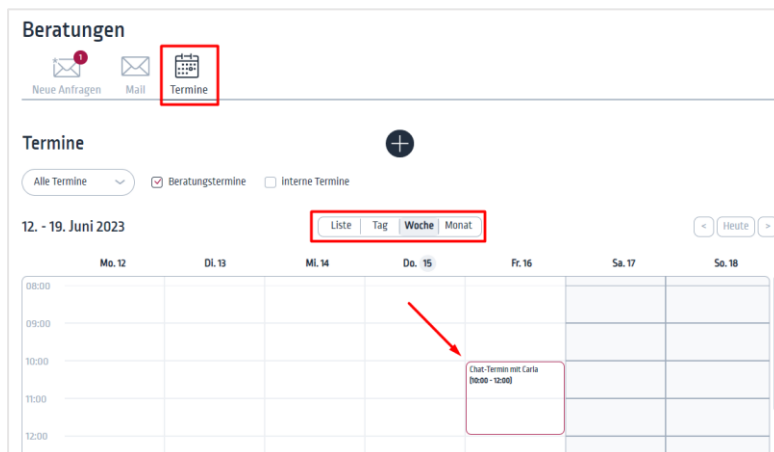 Beratungen
1
Neue Anfragen Mail Termine
Termine
Alle Termine Beratungstermine interne Termine
12. - 19. Juni 2023 Liste Tag Woche Monat < Heute >
Mo. 12 Di. 13 Mi. 14 Do. 15 Fr. 16 Sa. 17 So. 18
08:00
09:00
10:00
Chat-Termin mit Carla
(10:00 - 12:00)
11:00
12:00